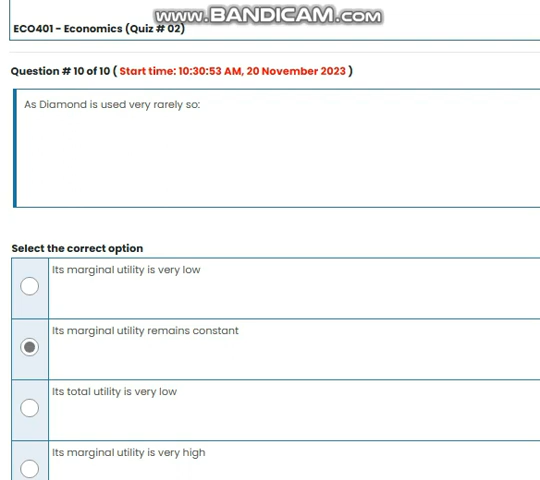 www.BANDICAM.com
ECO401 - Economics (Quiz # 02)
Question # 10 of 10 ( Start time: 10:30:53 AM, 20 November 2023 )
As Diamond is used very rarely so:
Select the correct option
Its marginal utility is very low
Its marginal utility remains constant
Its total utility is very low
Its marginal utility is very high